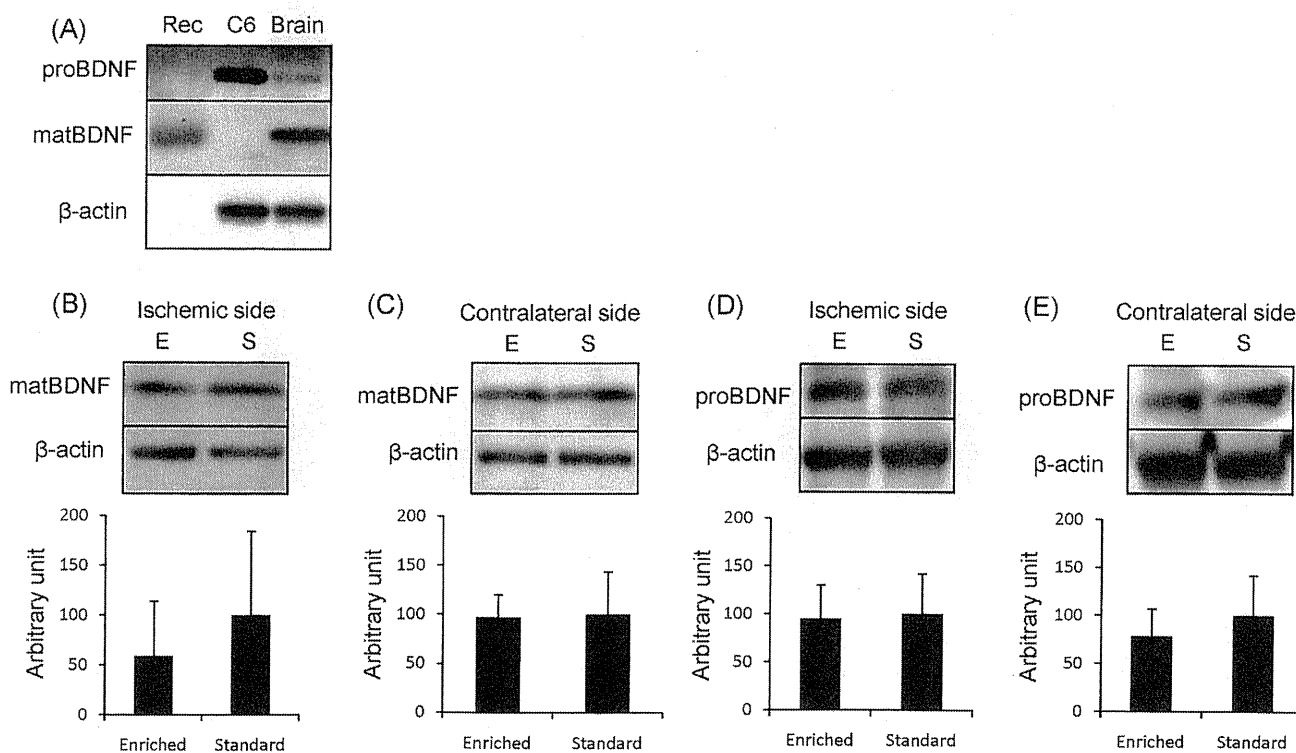 (A)
Rec C6 Brain
proBDNF
matBDNF
β-actin
(B)
Ischemic side
E S
matBDNF
β-actin
200
150
100
50
0
Arbitrary unit
Enriched Standard
(C)
Contralateral side
E S
matBDNF
β-actin
200
150
100
50
0
Arbitrary unit
Enriched Standard
(D)
Ischemic side
E S
proBDNF
β-actin
200
150
100
50
0
Arbitrary unit
Enriched Standard
(E)
Contralateral side
E S
proBDNF
β-actin
200
150
100
50
0
Arbitrary unit
Enriched Standard